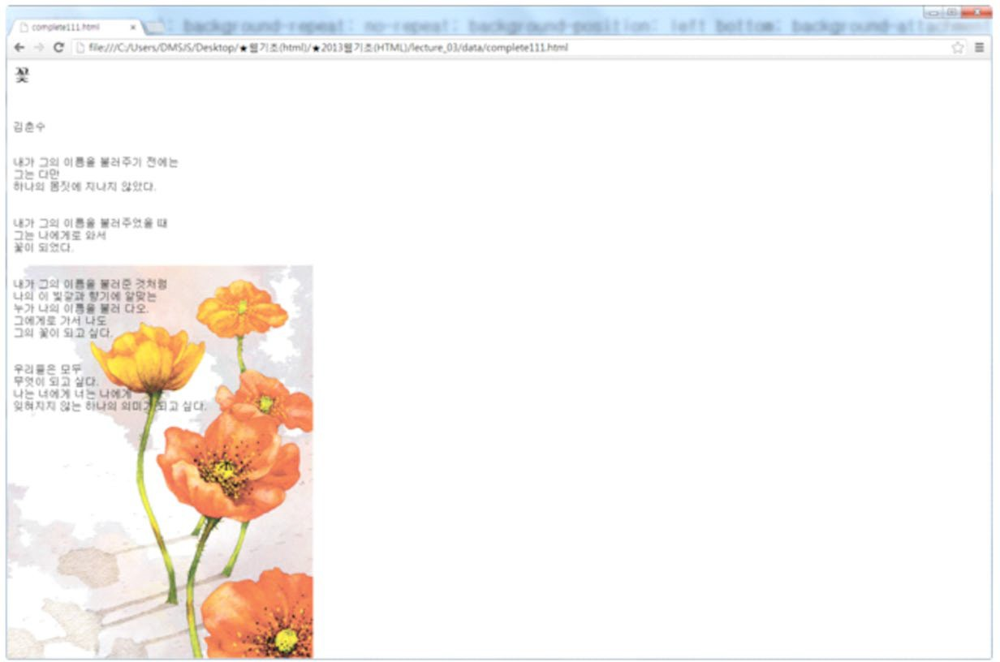 : background-repeat: no-repeat; background-position: left bottom; background-attachment
complete111.html
file:///C:/Users/DMSJS/Desktop/★웹기초(html)/★2013웹기초(HTML)/lecture_03/data/complete111.html
꽃
김춘수
내가 그의 이름을 불러주기 전에는
그는 다만
하나의 몸짓에 지나지 않았다.
내가 그의 이름을 불러주었을 때
그는 나에게로 와서
꽃이 되었다.
내가 그의 이름을 불러준 것처럼
나의 이 빛깔과 향기에 알맞는
누가 나의 이름을 불러 다오.
그에게로 가서 나도
그의 꽃이 되고 싶다.
우리들은 모두
무엇이 되고 싶다.
나는 너에게 너는 나에게
잊혀지지 않는 하나의 의미가 되고 싶다.